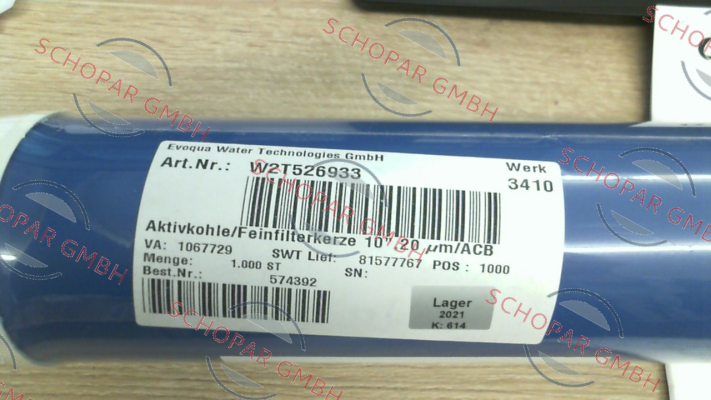 Evoqua Water Technologies GmbH
Art.Nr.: W2T526933
Werk
3410
Aktivkohle/Feinfilterkerze 10"/20 µm/ACB
VA: 1067729 SWT Lief: 81577767 POS : 1000
Menge: 1.000 ST SN:
Best.Nr.: 574392
Lager
2021
K: 614
SCHOPAR GMBH
SCHOPAR GMBH
SCHOPAR GMBH
SCHOPAR GMBH
SCHOPAR GMBH
SCHOPAR GMBH
SCHOPAR GMBH